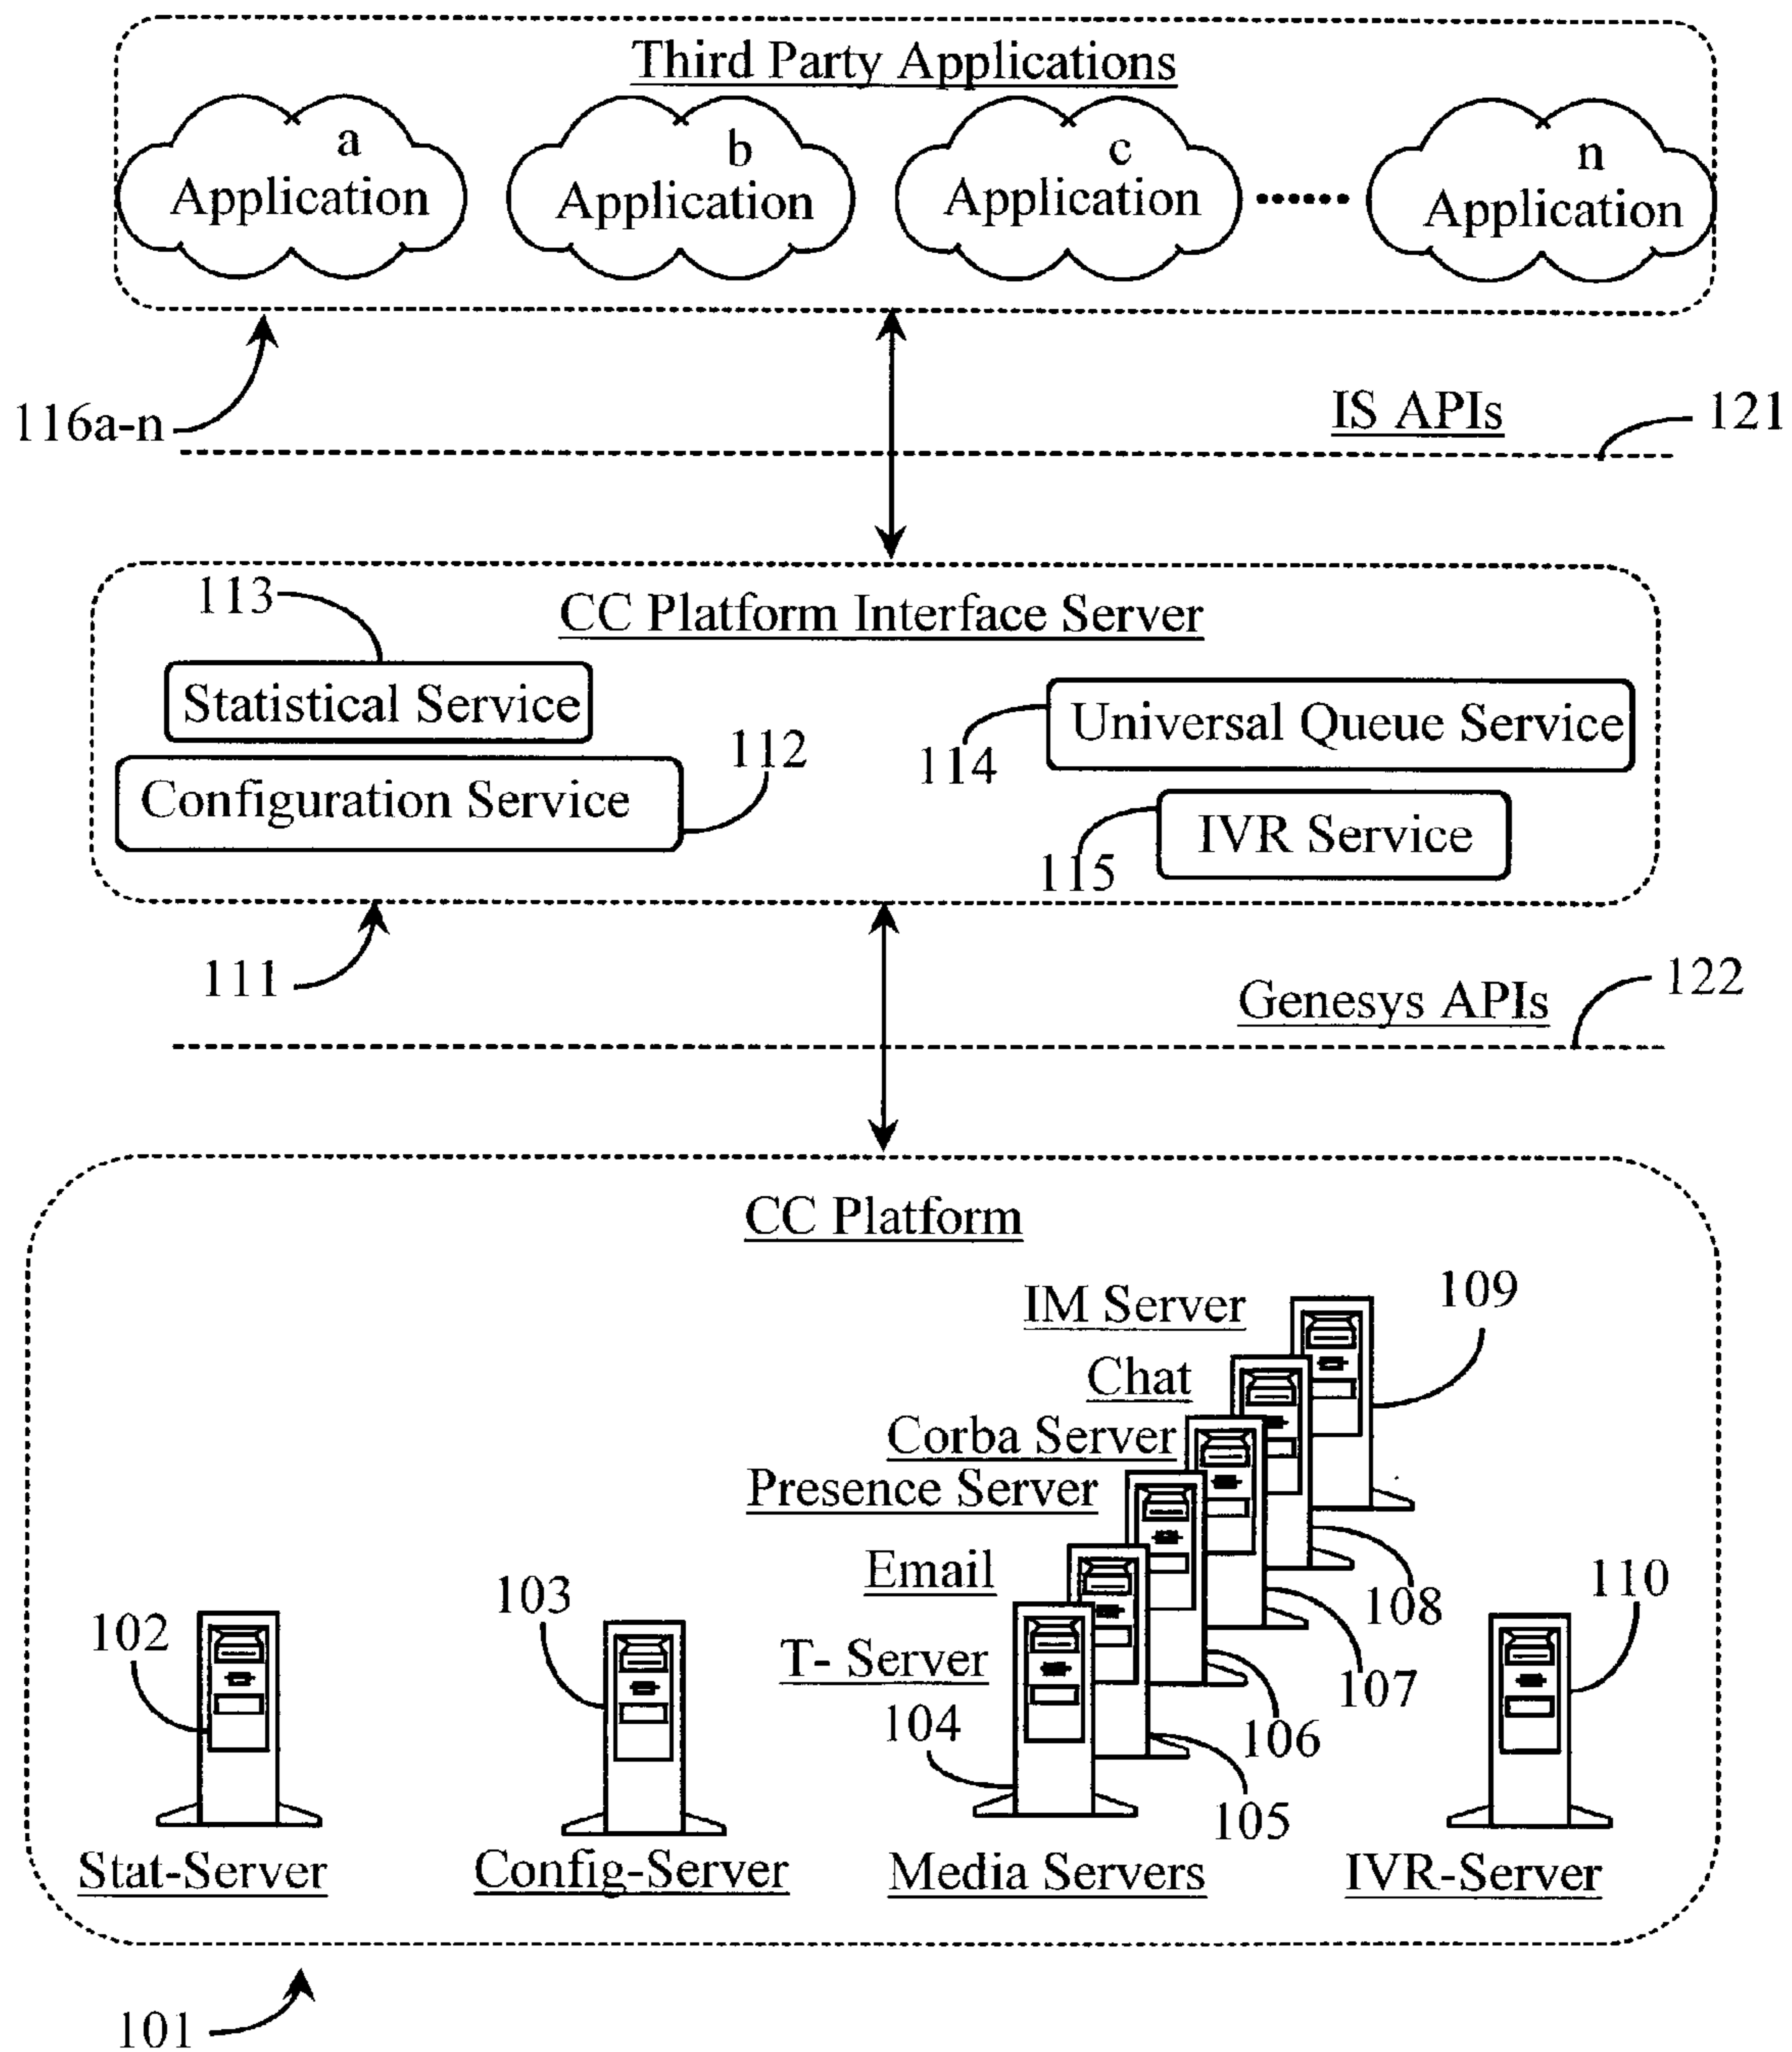 Third Party Applications
a
Application
b
Application
c
Application
n
Application
116a-n
IS APIs
121
113
CC Platform Interface Server
Statistical Service
Universal Queue Service
112
114
Configuration Service
IVR Service
115
111
Genesys APIs
122
CC Platform
IM Server
109
Chat
Corba Server
Presence Server
Email
103
110
108
102
T- Server
107
104
106
105
Stat-Server
Config-Server
Media Servers
IVR-Server
101